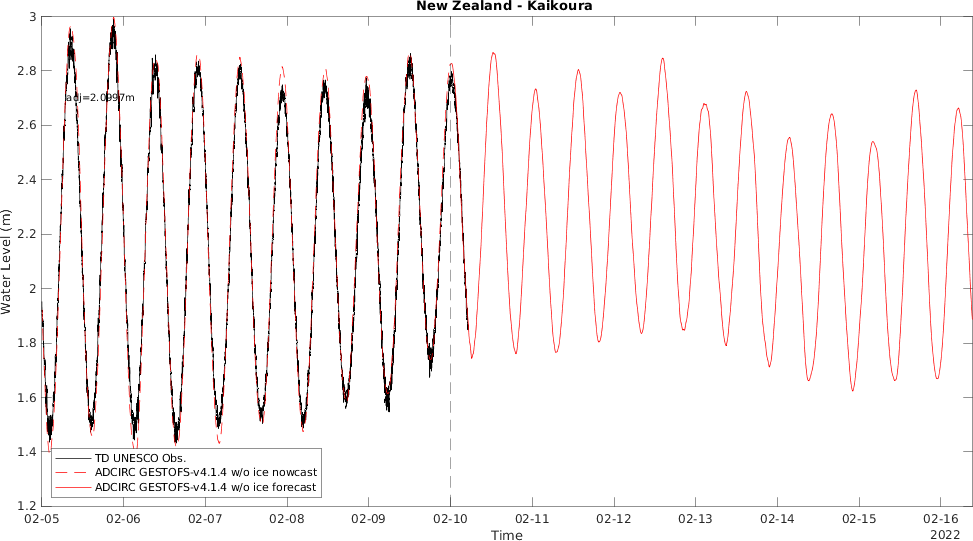 New Zealand - Kaikoura
Water Level (m)
3
2.8
2.6
2.4
2.2
2
1.8
1.6
1.4
1.2
adj=2.0997m
TD UNESCO Obs.
ADCIRC GESTOFS-v4.1.4 w/o ice nowcast
ADCIRC GESTOFS-v4.1.4 w/o ice forecast
02-05 02-06 02-07 02-08 02-09 02-10 02-11 02-12 02-13 02-14 02-15 02-16
Time
2022